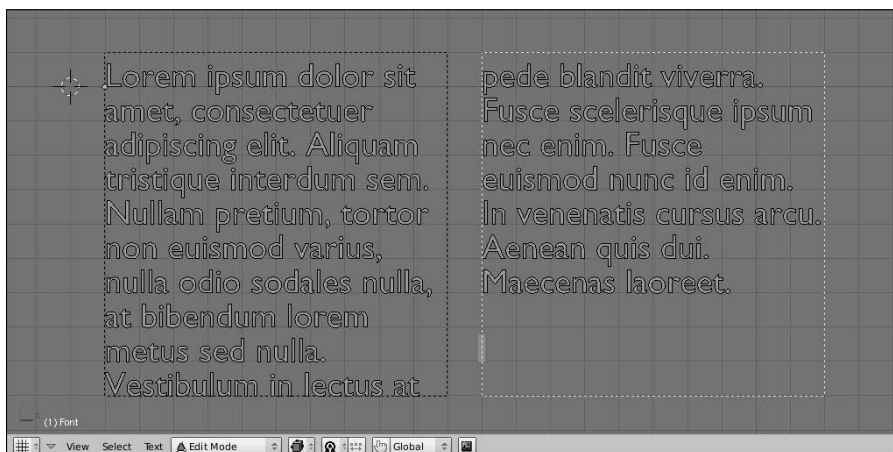 Lorem ipsum dolor sit
amet, consectetuer
adipiscing elit. Aliquam
tristique interdum sem.
Nullam pretium, tortor
non euismod varius,
nulla odio sodales nulla,
at bibendum lorem
metus sed nulla.
Vestibulum in lectus at
pede blandit viverra.
Fusce scelerisque ipsum
nec enim. Fusce
euismod nunc id enim.
In venenatis cursus arcu.
Aenean quis dui.
Maecenas laoreet.
x
(1) Font
View Select Text Edit Mode Global